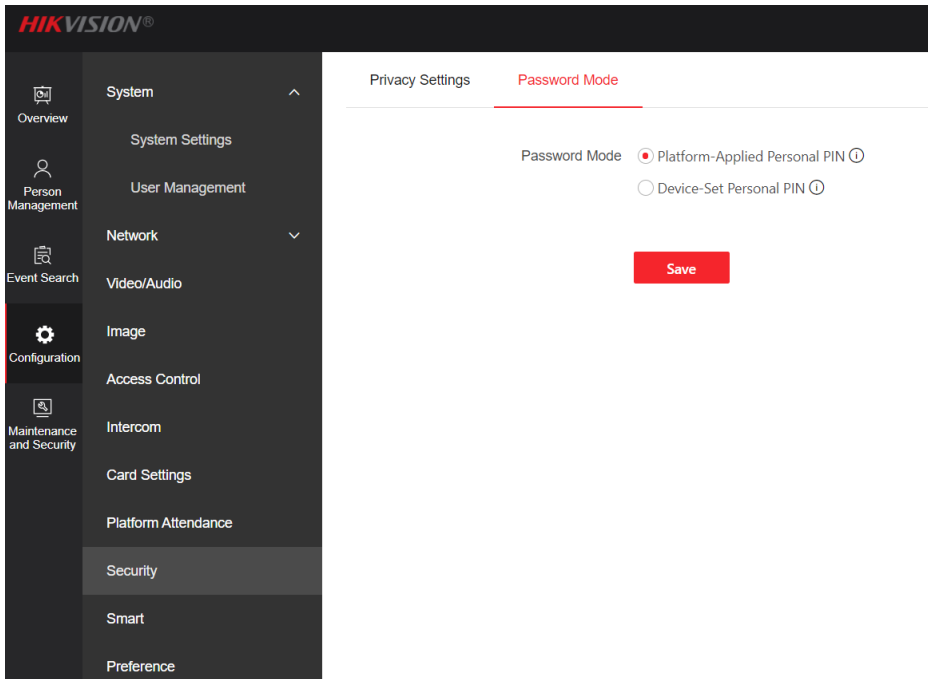 HIKVISION®
Overview
Person
Management
Event Search
Configuration
Maintenance
and Security
System
System Settings
User Management
Network
Video/Audio
Image
Access Control
Intercom
Card Settings
Platform Attendance
Security
Smart
Preference
Privacy Settings
Password Mode
Password Mode
Platform-Applied Personal PIN
Device-Set Personal PIN
Save